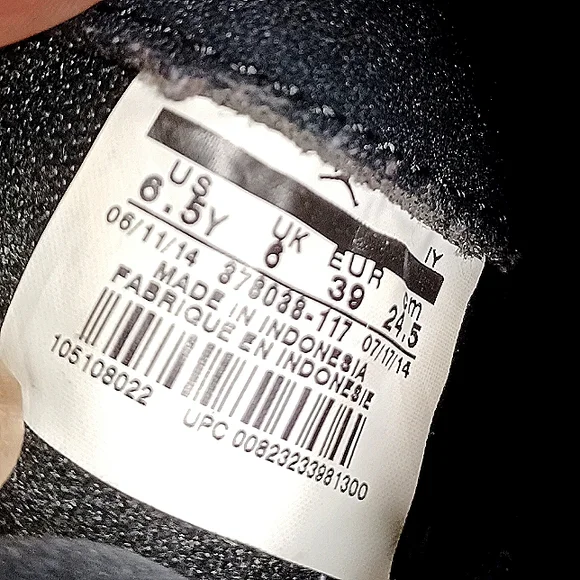 IY
US UK EUR cm
6.5Y 6 39 24.5
06/11/14 378038-117 07/17/14
MADE IN INDONESIA
FABRIQUE EN INDONESIE
105108022
UPC 00823233981300